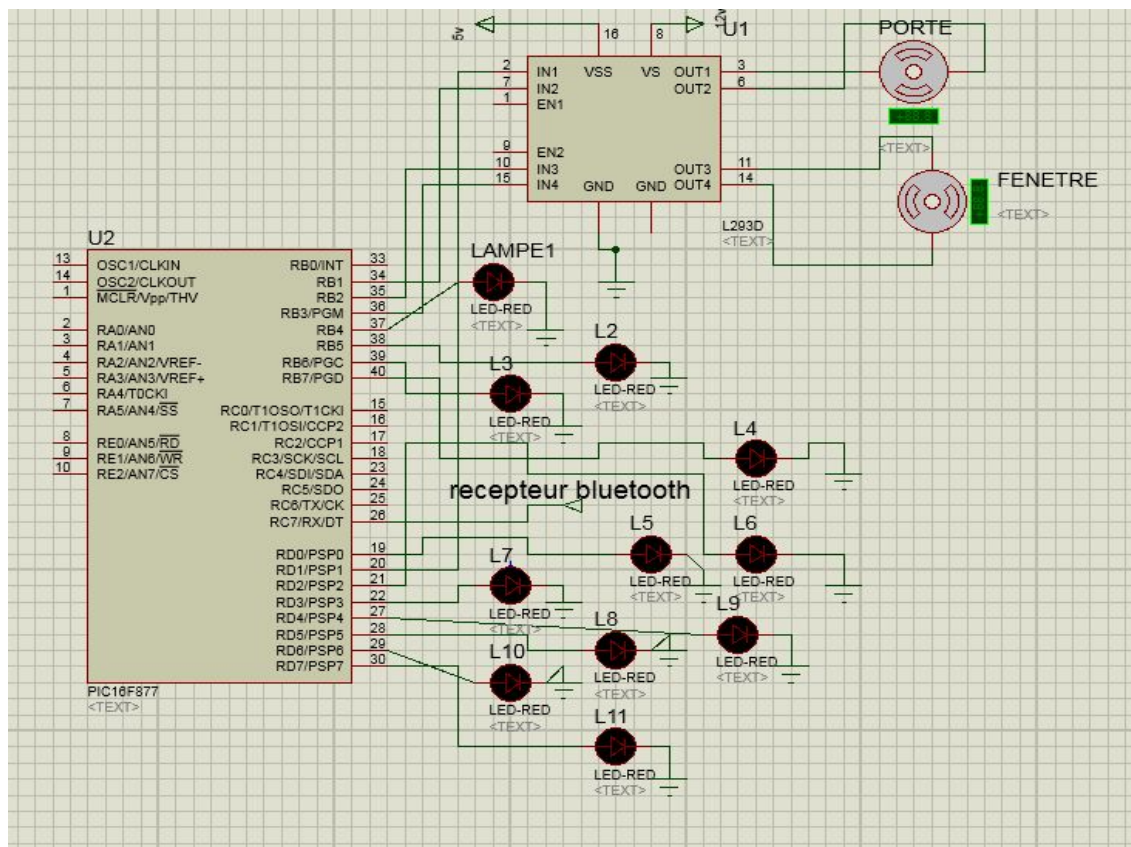 5v
16
8
12v
U1
PORTE
2 IN1 VSS VS OUT1 3
7 IN2 OUT2 6
1 EN1
<TEXT>
9 EN2
10 IN3 OUT3 11
15 IN4 GND GND OUT4 14
FENETRE
<TEXT>
L293D
<TEXT>
U2
13 OSC1/CLKIN RB0/INT 33
14 OSC2/CLKOUT RB1 34
1 MCLR/Vpp/THV RB2 35
RB3/PGM 36
2 RA0/AN0 RB4 37
3 RA1/AN1 RB5 38
4 RA2/AN2/VREF- RB6/PGC 39
5 RA3/AN3/VREF+ RB7/PGD 40
6 RA4/T0CKI
7 RA5/AN4/SS RC0/T1OSO/T1CKI 15
RC1/T1OSI/CCP2 16
8 RE0/AN5/RD RC2/CCP1 17
9 RE1/AN6/WR RC3/SCK/SCL 18
10 RE2/AN7/CS RC4/SDI/SDA 23
RC5/SDO 24
RC6/TX/CK 25
RC7/RX/DT 26
RD0/PSP0 19
RD1/PSP1 20
RD2/PSP2 21
RD3/PSP3 22
RD4/PSP4 27
RD5/PSP5 28
RD6/PSP6 29
RD7/PSP7 30
PIC16F877
<TEXT>
LAMPE1
LED-RED
<TEXT>
L2
LED-RED
<TEXT>
L3
LED-RED
<TEXT>
L4
LED-RED
<TEXT>
recepteur bluetooth
L5
LED-RED
<TEXT>
L6
LED-RED
<TEXT>
L7
LED-RED
<TEXT>
L8
LED-RED
<TEXT>
L9
LED-RED
<TEXT>
L10
LED-RED
<TEXT>
L11
LED-RED
<TEXT>